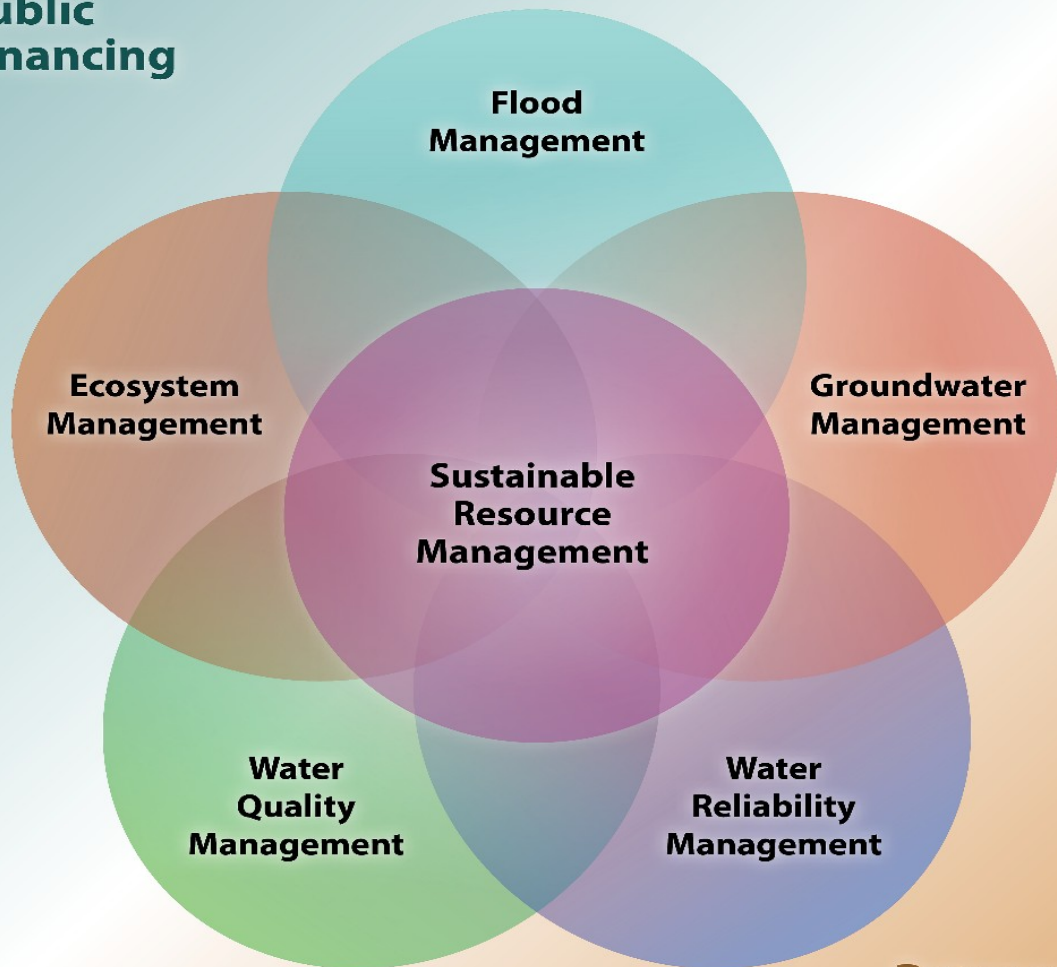 ublic
nancing
Flood
Management
Ecosystem
Management
Groundwater
Management
Sustainable
Resource
Management
Water
Quality
Management
Water
Reliability
Management